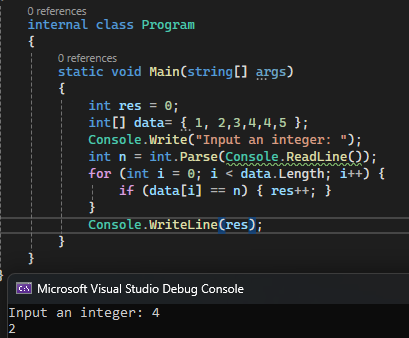 0 references
internal class Program
{
0 references
static void Main(string[] args)
{
int res = 0;
int[] data= { 1, 2,3,4,4,5 };
Console.Write("Input an integer: ");
int n = int.Parse(Console.ReadLine());
for (int i = 0; i < data.Length; i++) {
if (data[i] == n) { res++; }
}
Console.WriteLine(res);
}
}
}
Microsoft Visual Studio Debug Console
Input an integer: 4
2